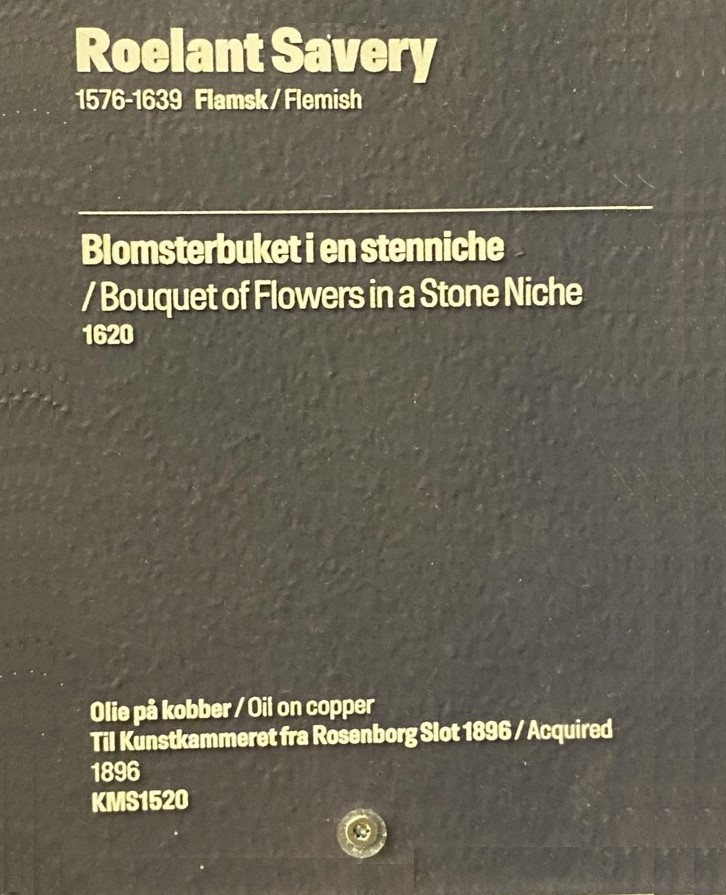 Roelant Savery
1576-1639 Flamsk / Flemish
Blomsterbuket i en stenniche
/ Bouquet of Flowers in a Stone Niche
1620
Olie på kobber / Oil on copper
Til Kunstkammeret fra Rosenborg Slot 1896 / Acquired
1896
KMS1520